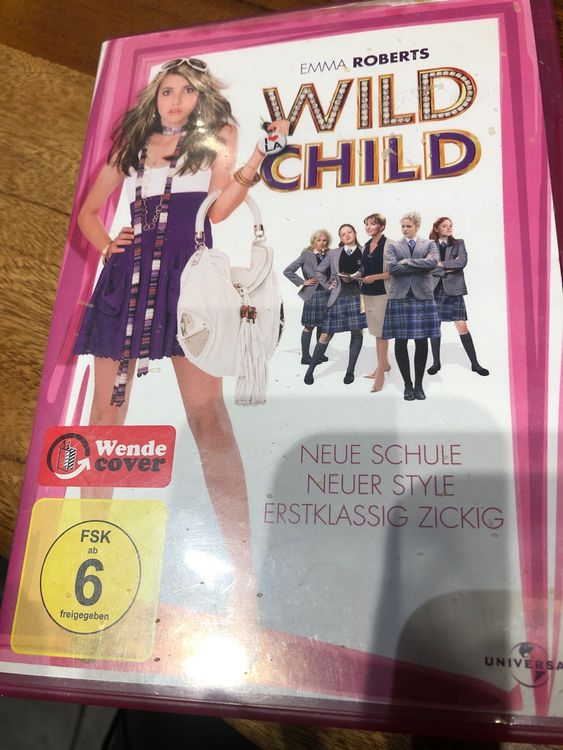 EMMA ROBERTS
WILD
CHILD
I ♥
LA
NEUE SCHULE
NEUER STYLE
ERSTKLASSIG ZICKIG
Wende
cover
FSK
ab
6
freigegeben
UNIVERSA